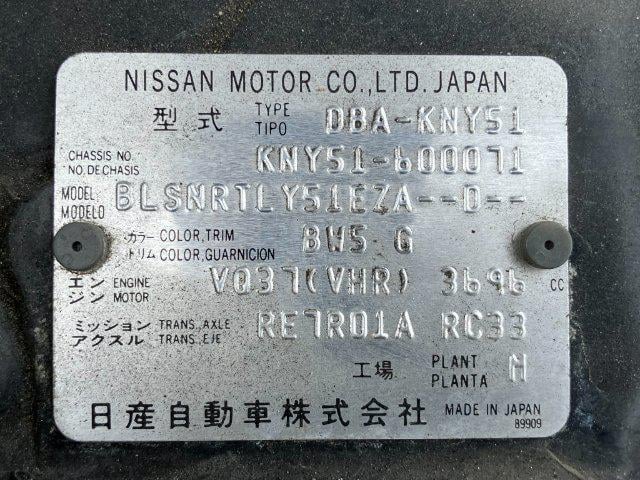 NISSAN MOTOR CO.,LTD. JAPAN
型式 TYPE TIPO DBA-KNY51
CHASSIS NO. NO. DE CHASIS KNY51-600071
MODEL MODELO BLSNRTLY51EZA--D--
カラー COLOR,TRIM トリム COLOR,GUARNICION BW5 G
エンジン ENGINE MOTOR VQ37(VHR) 3696 CC
ミッション TRANS.,AXLE アクスル TRANS.,EJE RE7R01A RC33
工場 PLANT PLANTA M
日産自動車株式会社 MADE IN JAPAN
89909